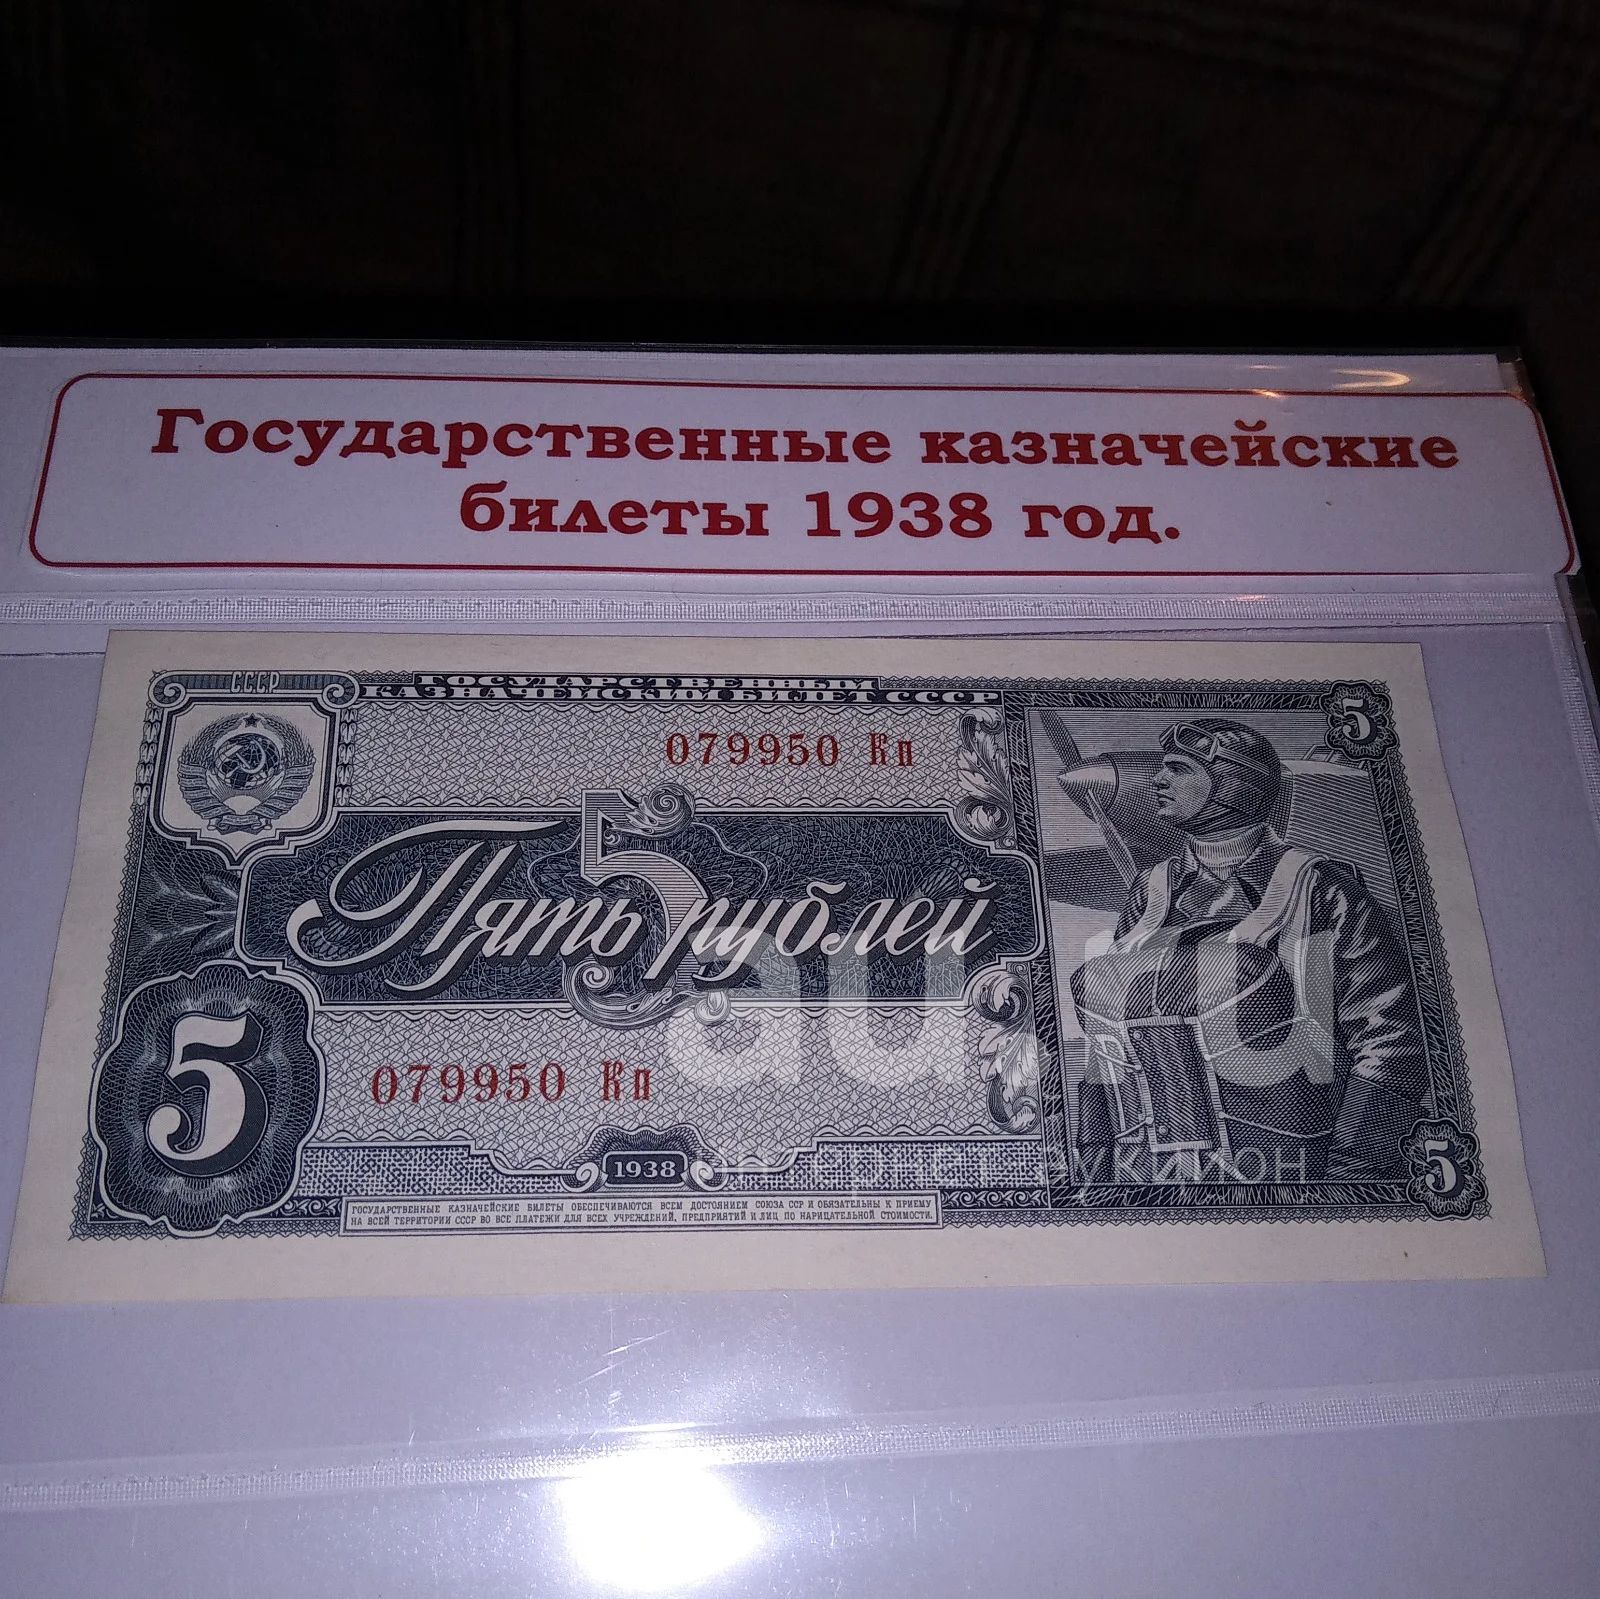 Государственные казначейские
билеты 1938 год.
СССР
ГОСУДАРСТВЕННЫЙ
КАЗНАЧЕЙСКИЙ БИЛЕТ СССР
5
079950 Кп
5
Пять рублей
au.ru
5
079950 Кп
1938
интернет-аукцион
5
ГОСУДАРСТВЕННЫЕ КАЗНАЧЕЙСКИЕ БИЛЕТЫ ОБЕСПЕЧИВАЮТСЯ ВСЕМ ДОСТОЯНИЕМ СОЮЗА ССР И ОБЯЗАТЕЛЬНЫ К ПРИЕМУ
НА ВСЕЙ ТЕРРИТОРИИ СССР ВО ВСЕ ПЛАТЕЖИ ДЛЯ ВСЕХ УЧРЕЖДЕНИЙ, ПРЕДПРИЯТИЙ И ЛИЦ ПО НАРИЦАТЕЛЬНОЙ СТОИМОСТИ.